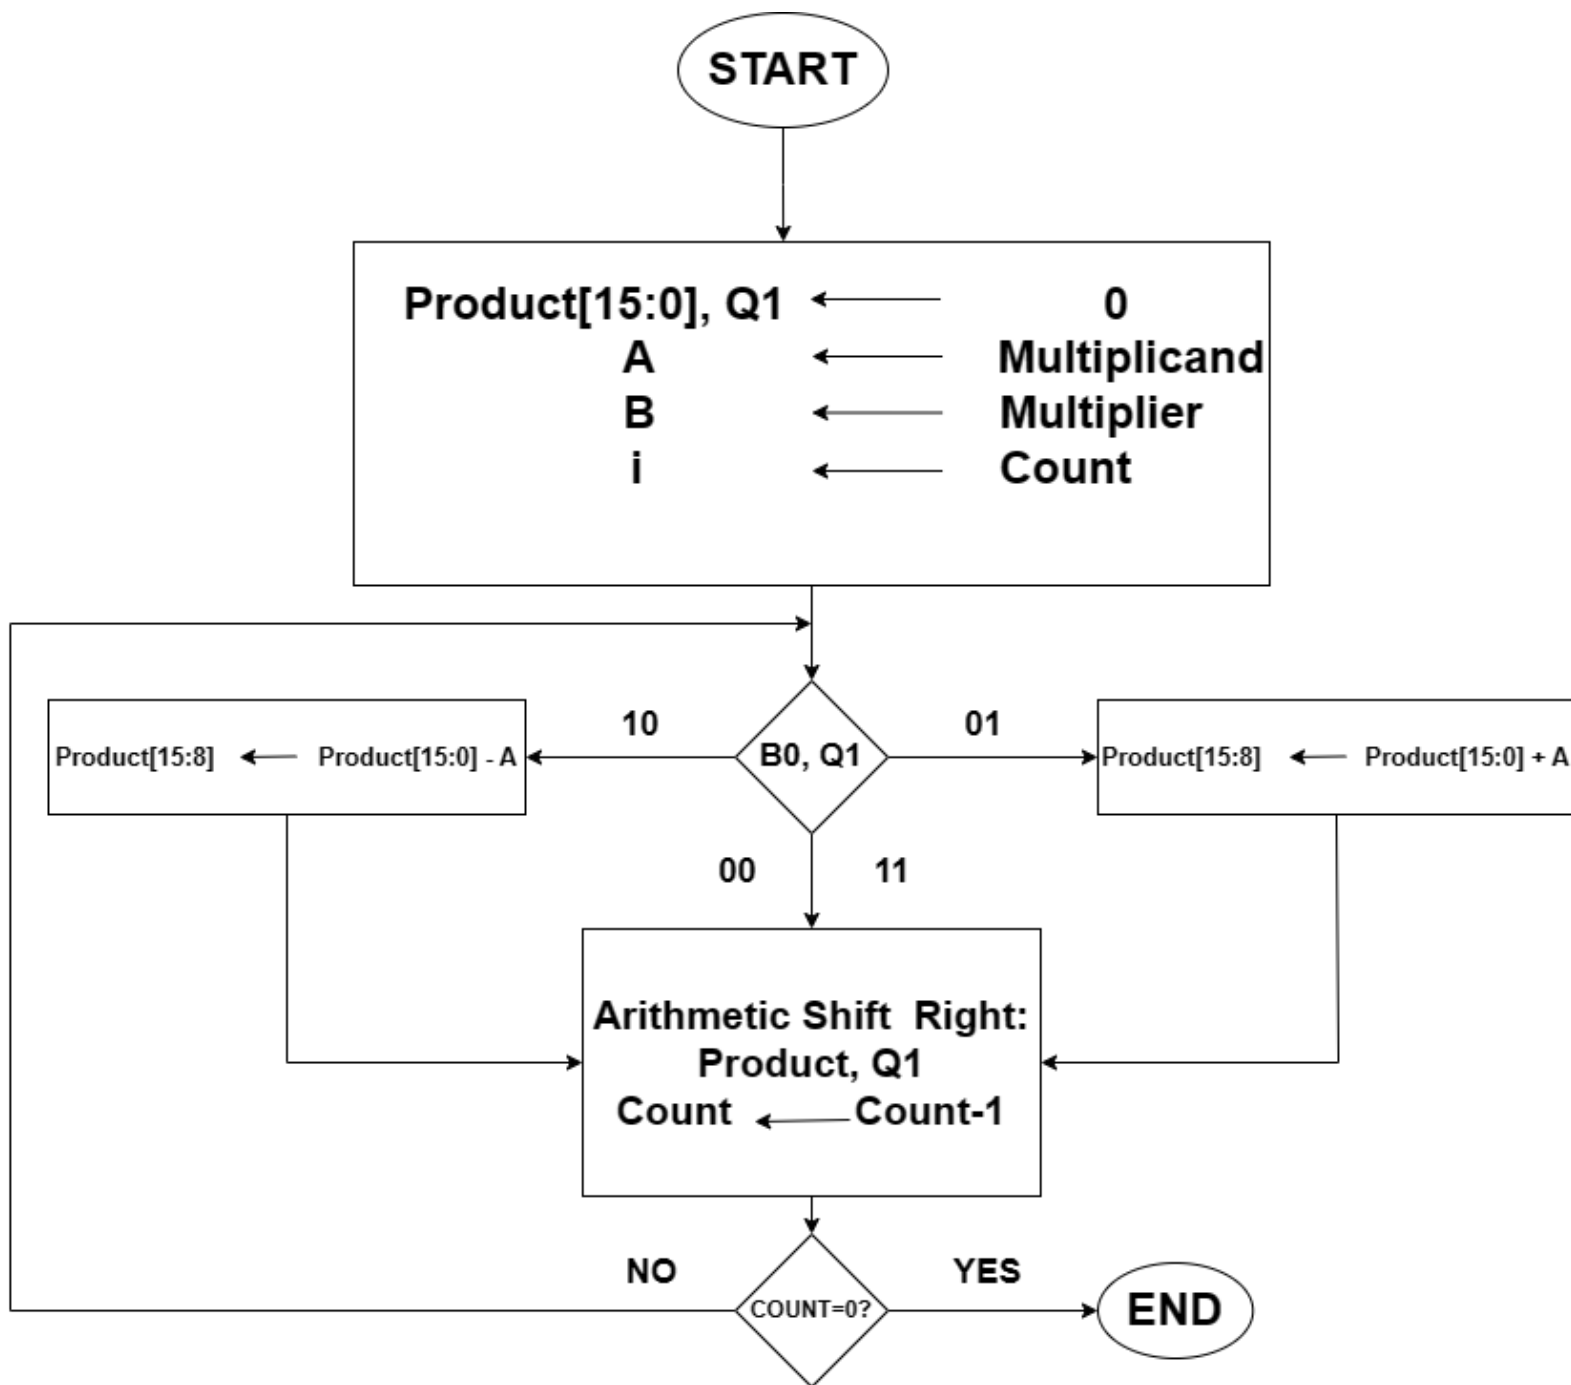 START
Product[15:0], Q1 0
A Multiplicand
B Multiplier
i Count
10 01
Product[15:8] Product[15:0] - A
B0, Q1
Product[15:8] Product[15:0] + A
00 11
Arithmetic Shift Right:
Product, Q1
Count Count-1
NO YES
COUNT=0?
END